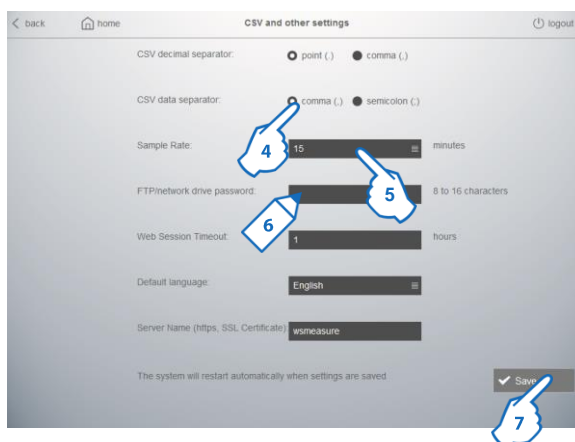 back home CSV and other settings logout
CSV decimal separator: point (.) comma (,)
CSV data separator: comma (,) semicolon (;)
4
Sample Rate: 15 minutes
5
FTP/network drive password: 8 to 16 characters
6
Web Session Timeout: 1 hours
Default language: English
Server Name (https, SSL Certificate): wsmeasure
The system will restart automatically when settings are saved Save
7